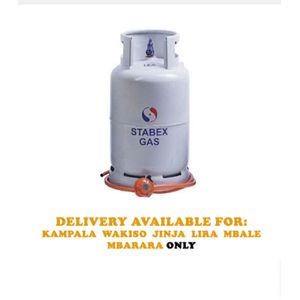 STABEX
GAS
DELIVERY AVAILABLE FOR:
KAMPALA WAKISO JINJA LIRA MBALE
MBARARA ONLY